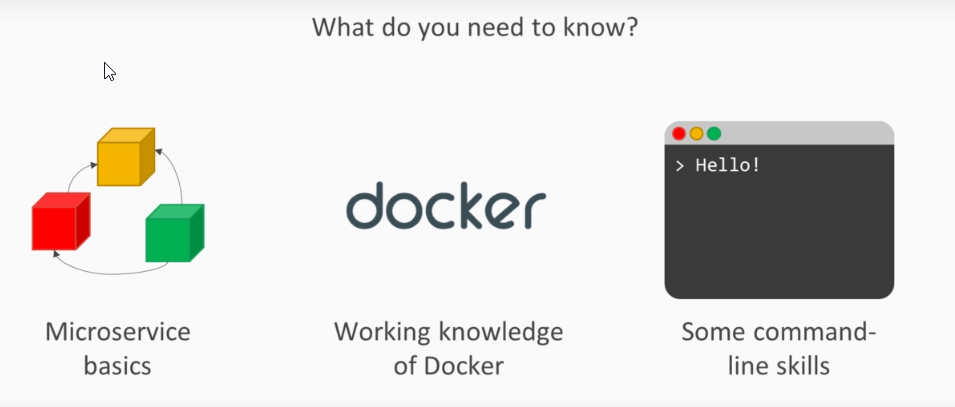 What do you need to know?
docker
> Hello!
Microservice
basics
Working knowledge
of Docker
Some command-
line skills